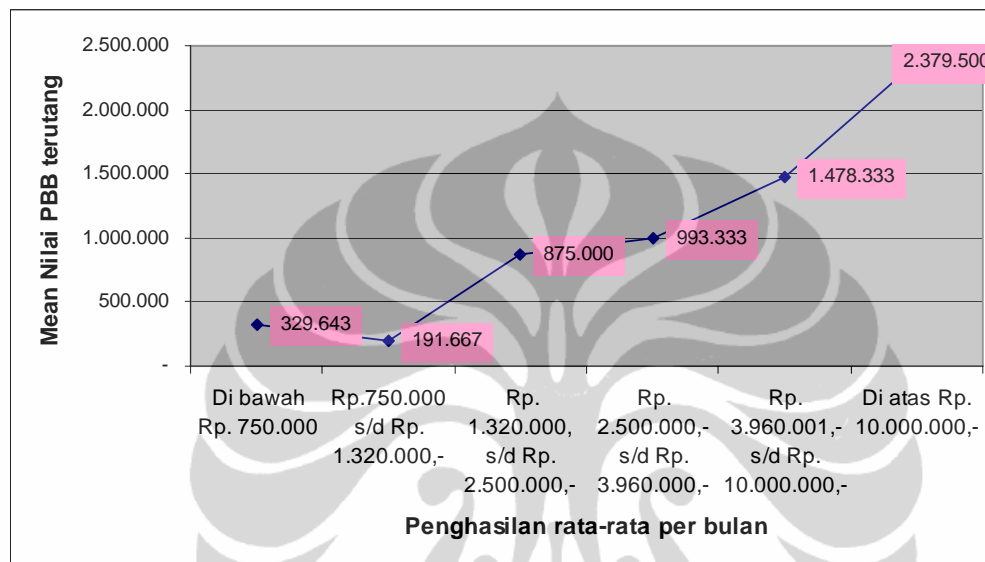 Mean Nilai PBB terutang
2.500.000
2.000.000
1.500.000
1.000.000
500.000
-
329.643
191.667
875.000
993.333
1.478.333
2.379.500
Di bawah
Rp. 750.000
Rp.750.000
s/d Rp.
1.320.000,-
Rp.
1.320.000,
s/d Rp.
2.500.000,-
Rp.
2.500.000,-
s/d Rp.
3.960.000,-
Rp.
3.960.001,-
s/d Rp.
10.000.000,-
Di atas Rp.
10.000.000,-
Penghasilan rata-rata per bulan